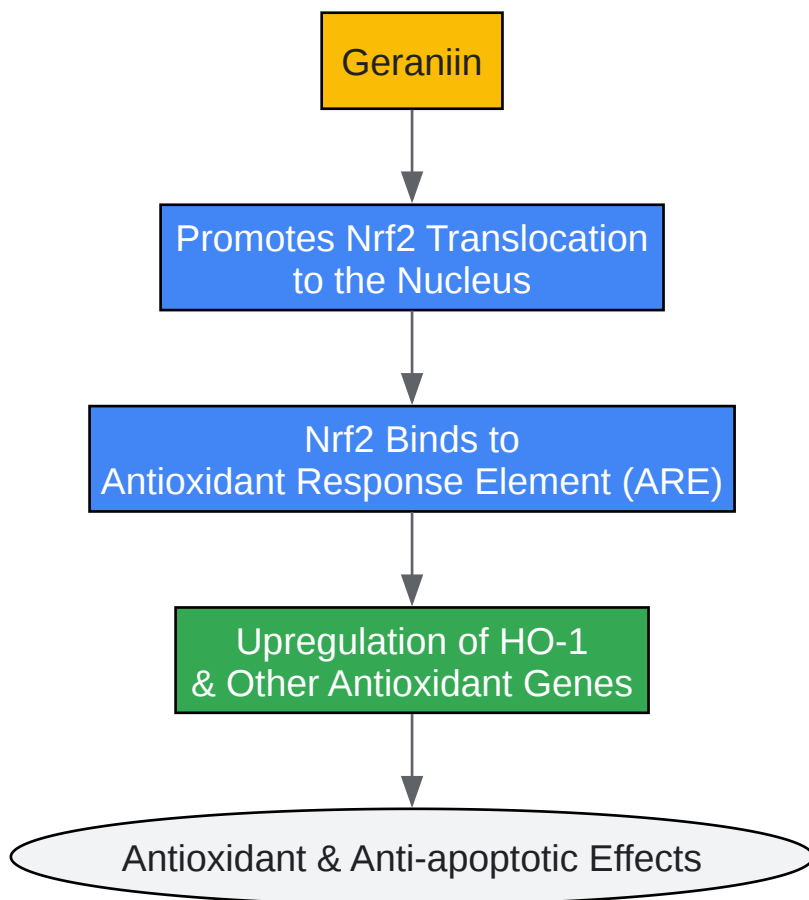 Geraniin
Promotes Nrf2 Translocation
to the Nucleus
Nrf2 Binds to
Antioxidant Response Element (ARE)
Upregulation of HO-1
& Other Antioxidant Genes
Antioxidant & Anti-apoptotic Effects